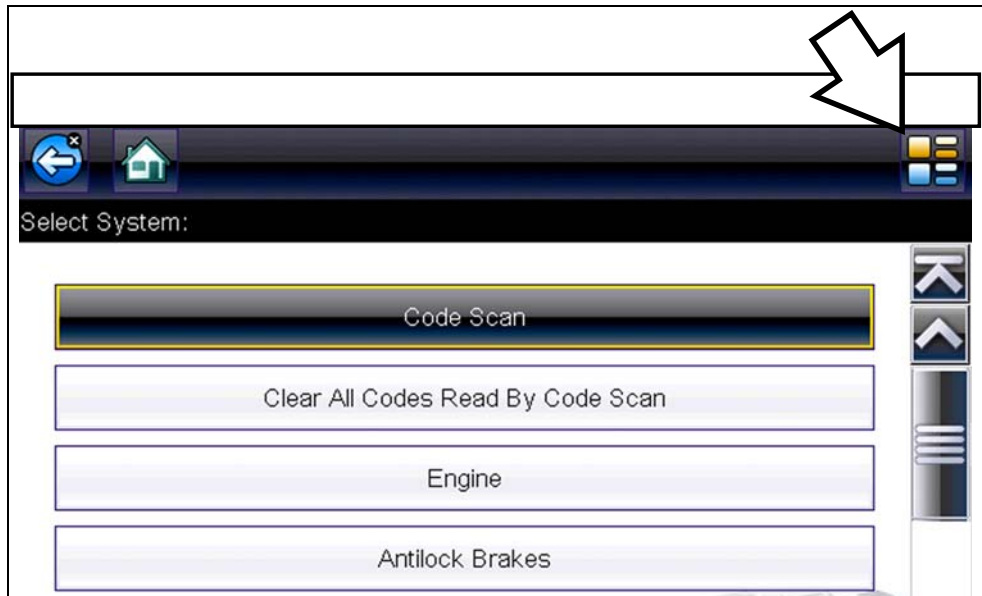 Select System:
Code Scan
Clear All Codes Read By Code Scan
Engine
Antilock Brakes